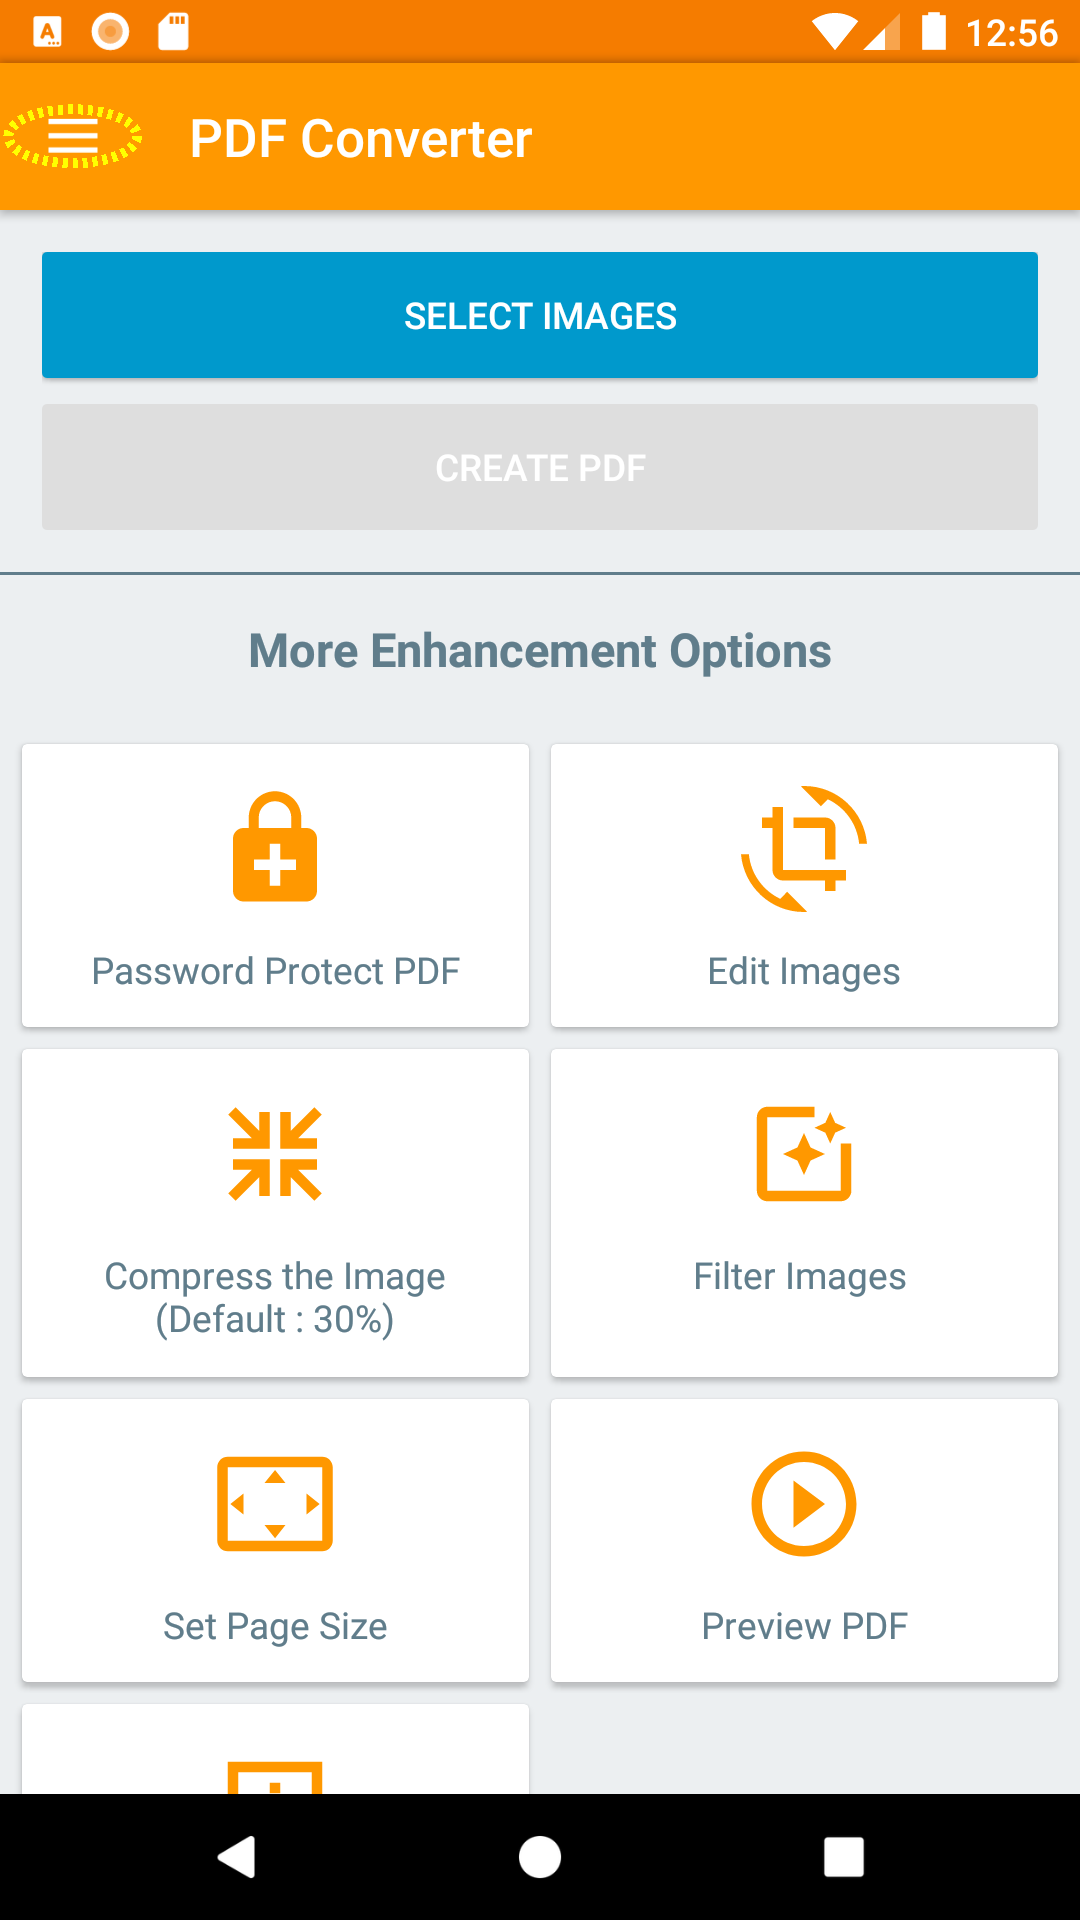 12:56
PDF Converter
SELECT IMAGES
CREATE PDF
More Enhancement Options
Password Protect PDF
Edit Images
Compress the Image
(Default : 30%)
Filter Images
Set Page Size
Preview PDF